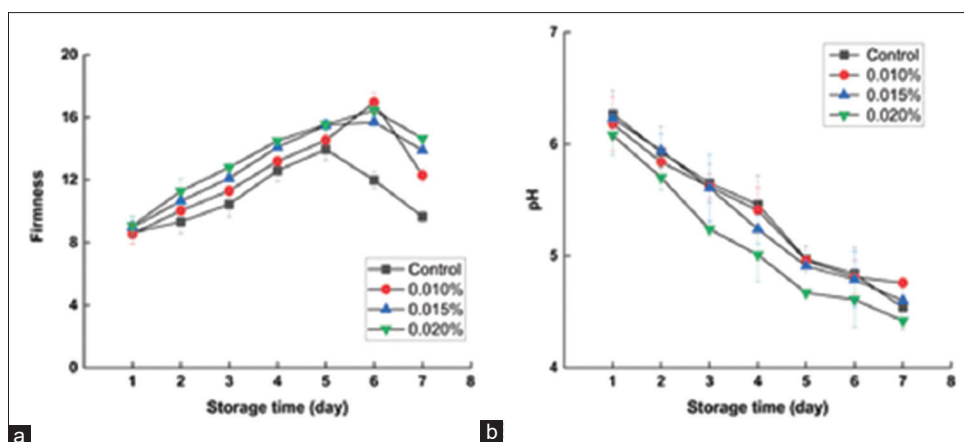 20
16
12
8
4
0
Firmness
Control
0.010%
0.015%
0.020%
1 2 3 4 5 6 7 8
Storage time (day)
a
7
6
5
4
pH
Control
0.010%
0.015%
0.020%
1 2 3 4 5 6 7 8
Storage time (day)
b